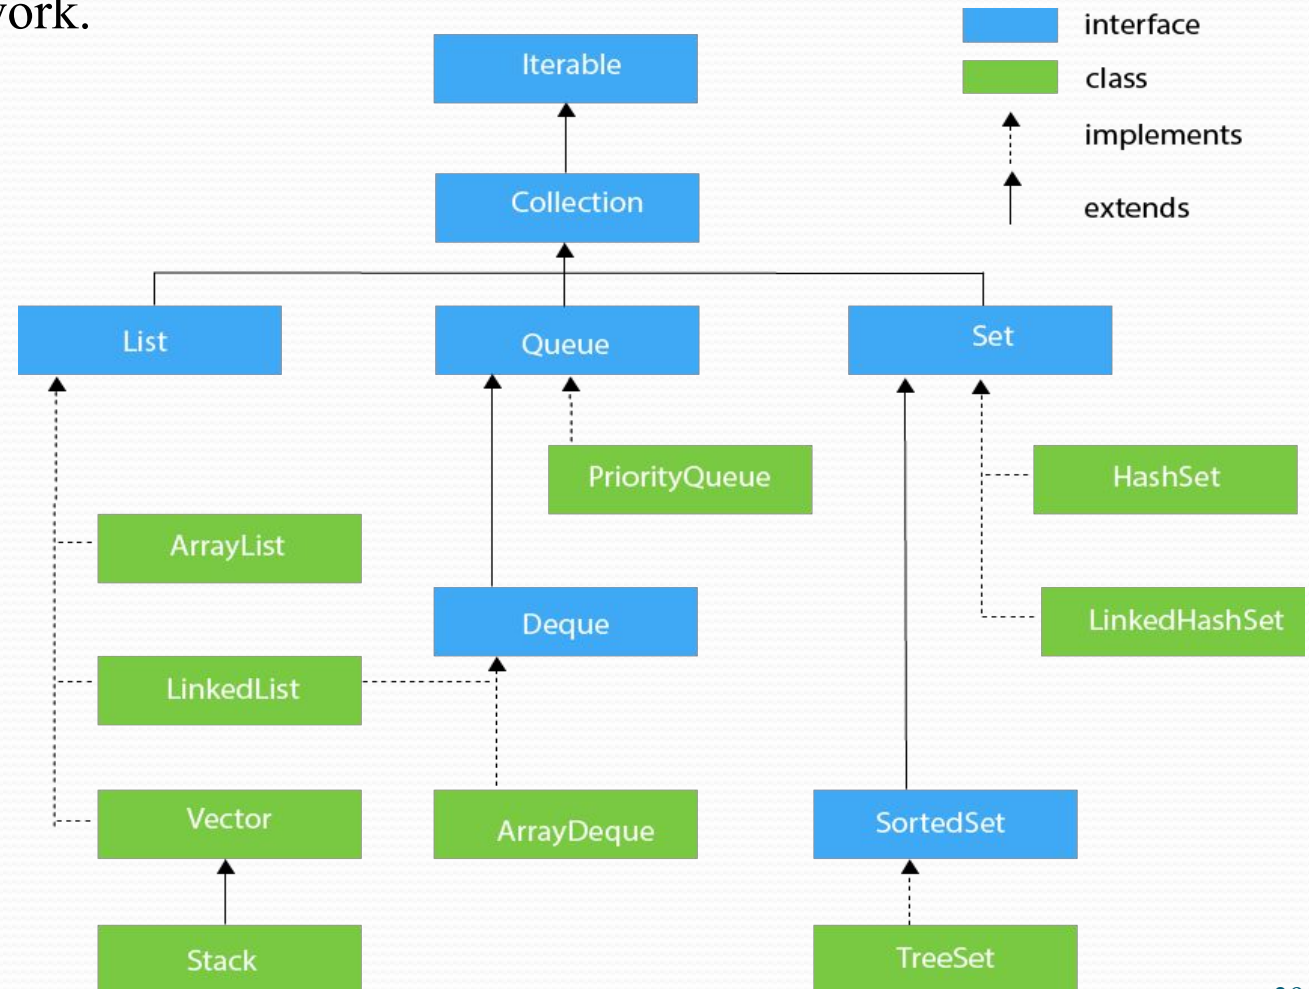 work.
interface
Iterable
class
implements
Collection
extends
List
Queue
Set
PriorityQueue
HashSet
ArrayList
Deque
LinkedHashSet
LinkedList
Vector
ArrayDeque
SortedSet
Stack
TreeSet